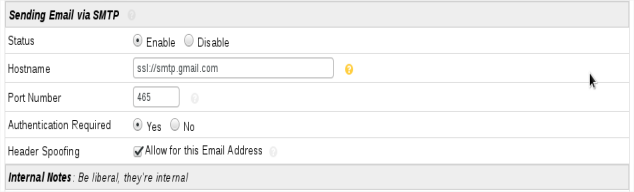 Sending Email via SMTP ?
Status Enable Disable
Hostname ssl://smtp.gmail.com ?
Port Number 465 ?
Authentication Required Yes No
Header Spoofing Allow for this Email Address ?
Internal Notes: Be liberal, they're internal